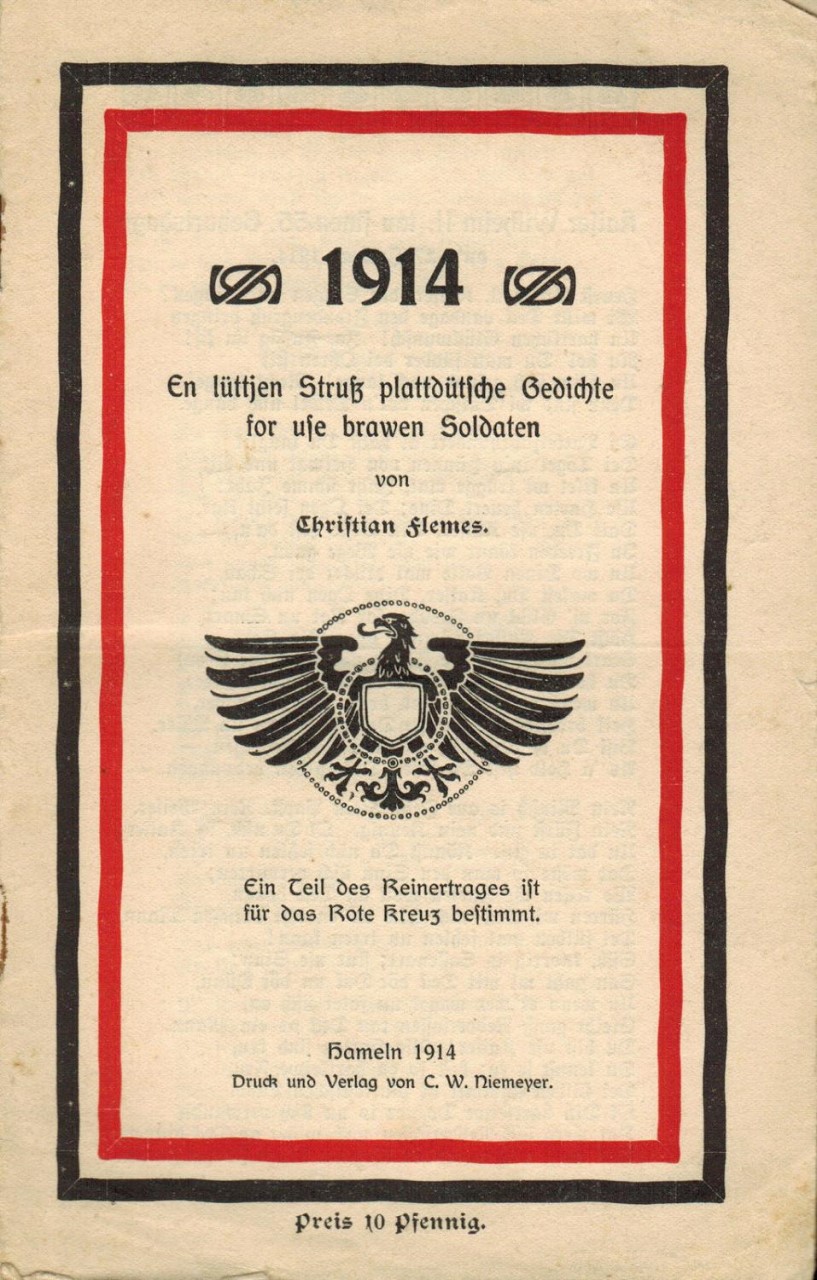 1914
En lüttjen Struß plattdütsche Gedichte
for use brawen Soldaten
von
Christian Flemes.
Ein Teil des Reinertrages ist
für das Rote Kreuz bestimmt.
Hameln 1914
Druck und Verlag von C. W. Niemeyer.
Preis 10 Pfennig.